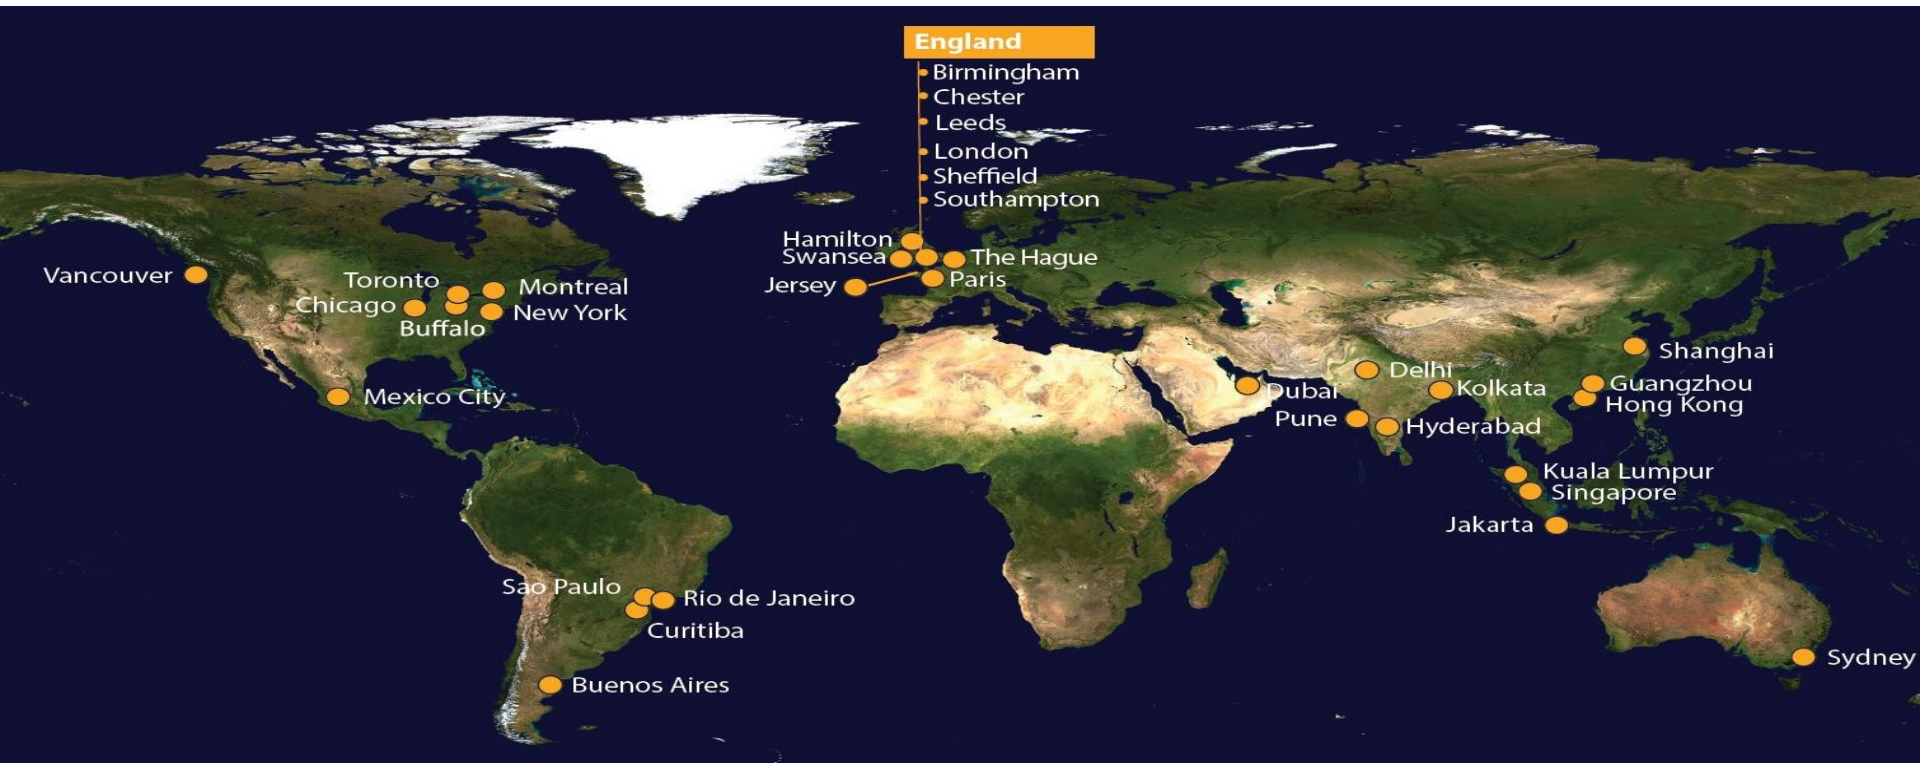 England
Birmingham
Chester
Leeds
London
Sheffield
Southampton
Hamilton
Swansea
The Hague
Jersey
Paris
Vancouver
Toronto
Montreal
Chicago
New York
Buffalo
Mexico City
Shanghai
Delhi
Dubai
Kolkata
Guangzhou
Hong Kong
Pune
Hyderabad
Kuala Lumpur
Singapore
Jakarta
Sao Paulo
Rio de Janeiro
Curitiba
Buenos Aires
Sydney